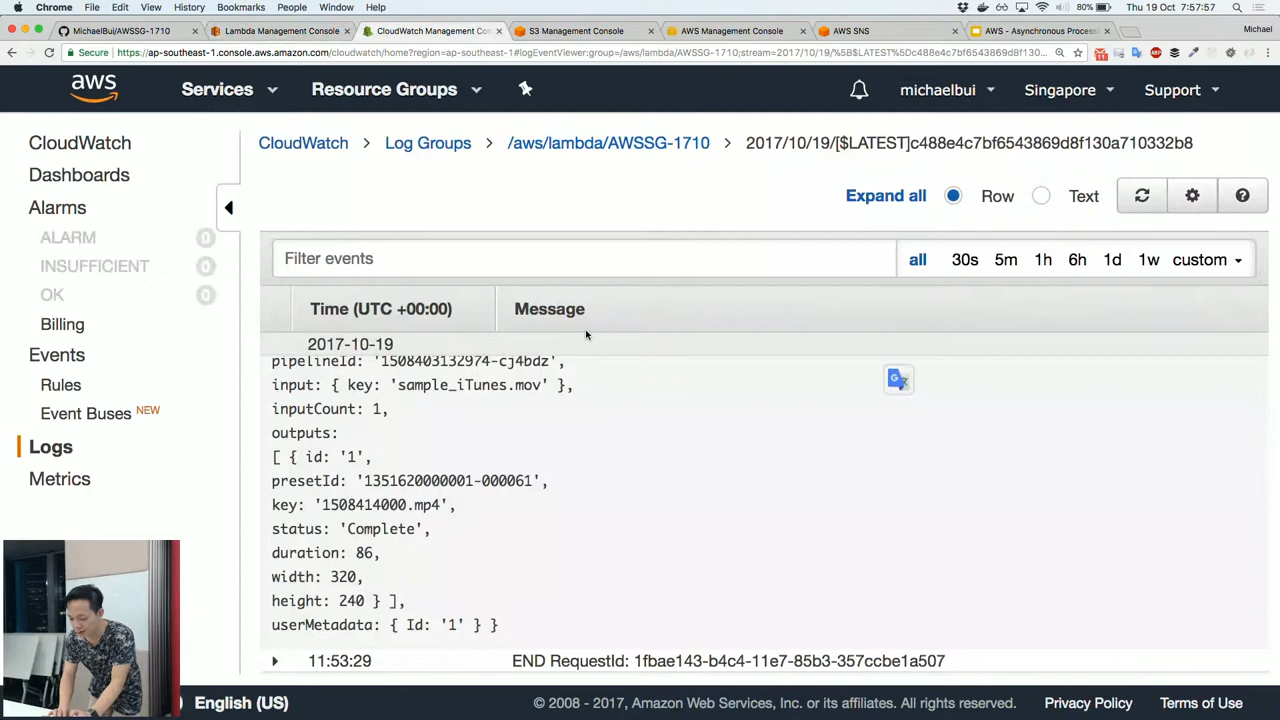 Chrome File Edit View History Bookmarks People Window Help 80% Thu 19 Oct 7:57:57
MichaelBui/AWSSG-1710 Lambda Management Cons CloudWatch Management Con S3 Management Console AWS Management Console AWS SNS AWS - Asynchronous Process Michael
Secure https://ap-southeast-1.console.aws.amazon.com/cloudwatch/home?region=ap-southeast-1#logEventViewer:group=/aws/lambda/AWSSG-1710;stream=2017/10/19/%5B$LATEST%5Dc488e4c7bf6543869d8f130a710332b8...
aws Services Resource Groups michaelbui Singapore Support
CloudWatch
Dashboards
Alarms
ALARM 0
INSUFFICIENT 0
OK 0
Billing
Events
Rules
Event Buses NEW
Logs
Metrics
CloudWatch > Log Groups > /aws/lambda/AWSSG-1710 > 2017/10/19/[$LATEST]c488e4c7bf6543869d8f130a710332b8
Expand all Row Text
Filter events all 30s 5m 1h 6h 1d 1w custom
Time (UTC +00:00) Message
2017-10-19
pipelineId: '1508403132974-cj4bdz',
input: { key: 'sample_iTunes.mov' },
inputCount: 1,
outputs:
[ { id: '1',
presetId: '1351620000001-000061',
key: '1508414000.mp4',
status: 'Complete',
duration: 86,
width: 320,
height: 240 } ],
userMetadata: { Id: '1' } }
11:53:29 END RequestId: 1fbae143-b4c4-11e7-85b3-357ccbe1a507
English (US) © 2008 - 2017, Amazon Web Services, Inc. or its affiliates. All rights reserved. Privacy Policy Terms of Use